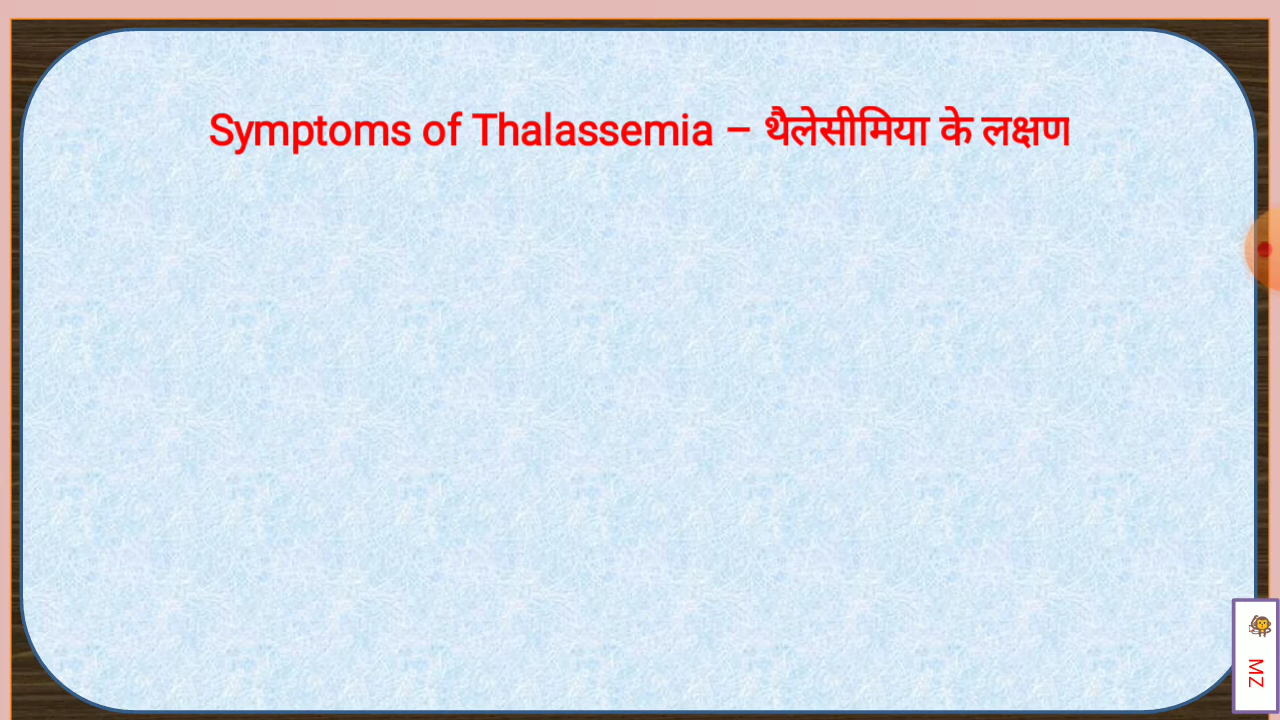 Symptoms of Thalassemia – थैलेसीमिया के लक्षण
MZ